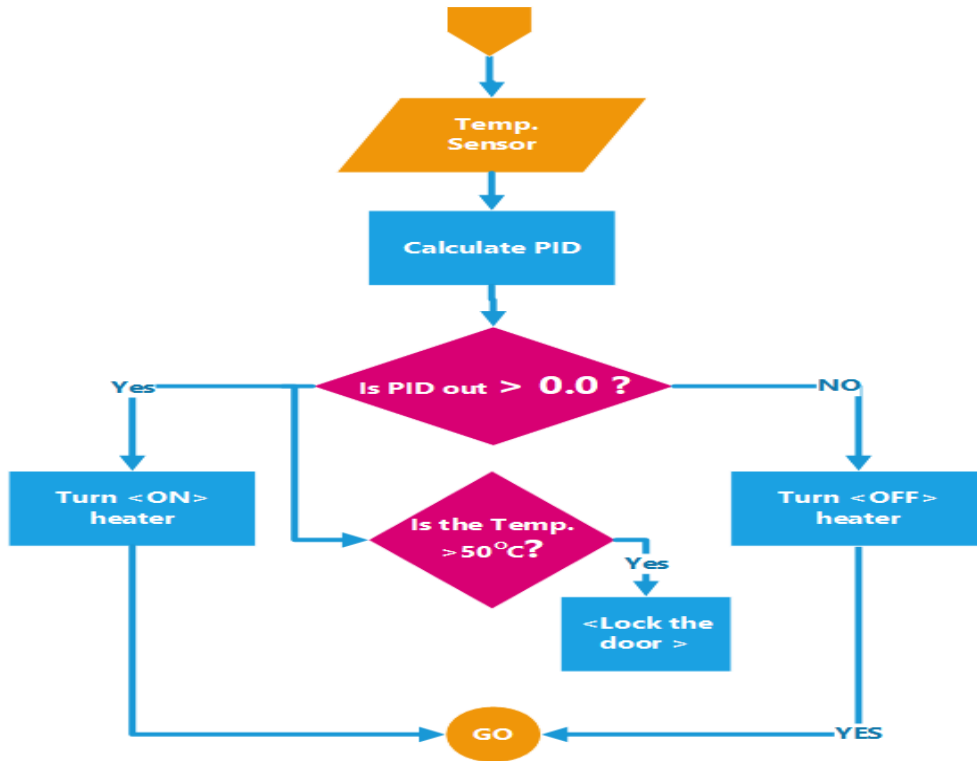 Temp.
Sensor
Calculate PID
Is PID out > 0.0 ?
Yes
NO
Turn <ON>
heater
Is the Temp.
>50°C?
Turn <OFF>
heater
Yes
<Lock the
door >
GO
YES